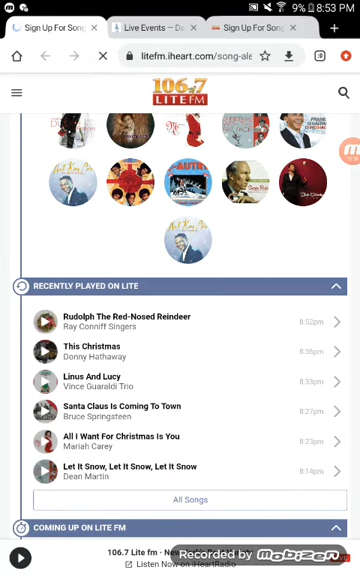 9% 8:53 PM
Sign Up For Song
Live Events – Da
Sign Up For Song
litefm.iheart.com/song-ale
106.7
LITE FM
RECENTLY PLAYED ON LITE
Rudolph The Red-Nosed Reindeer
Ray Conniff Singers
8:52pm
This Christmas
Donny Hathaway
8:36pm
Linus And Lucy
Vince Guaraldi Trio
8:33pm
Santa Claus Is Coming To Town
Bruce Springsteen
8:27pm
All I Want For Christmas Is You
Mariah Carey
8:23pm
Let It Snow, Let It Snow, Let It Snow
Dean Martin
8:14pm
All Songs
COMING UP ON LITE FM
106.7 Lite fm · New
Listen Now on iHeartRadio
Recorded by mobizen